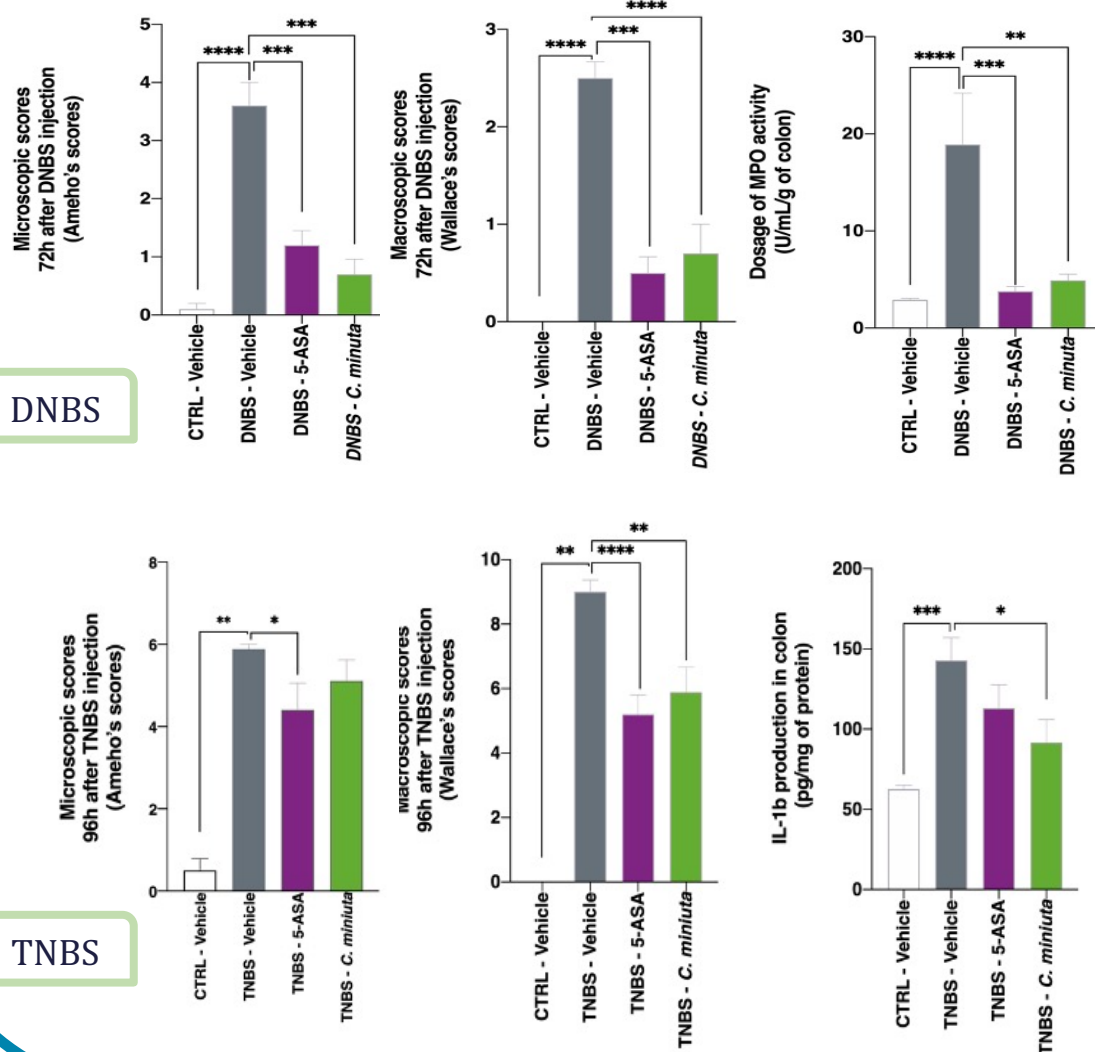 Microscopic scores
72h after DNBS injection
(Ameho's scores)
5
4
3
2
1
0
****
***
***
CTRL - Vehicle
DNBS - Vehicle
DNBS - 5-ASA
DNBS - C. minuta
Macroscopic scores
72h after DNBS injection
(Wallace's scores)
3
2
1
0
****
***
****
CTRL - Vehicle
DNBS - Vehicle
DNBS - 5-ASA
DNBS - C. minuta
Dosage of MPO activity
(U/mL/g of colon)
30
20
10
0
****
***
**
CTRL - Vehicle
DNBS - Vehicle
DNBS - 5-ASA
DNBS - C. minuta
DNBS
Microscopic scores
96h after TNBS injection
(Ameho's scores)
8
6
4
2
0
**
*
CTRL - Vehicle
TNBS - Vehicle
TNBS - 5-ASA
TNBS - C. miniuta
Macroscopic scores
96h after TNBS injection
(Wallace's scores
10
8
6
4
2
0
**
****
**
CTRL - Vehicle
TNBS - Vehicle
TNBS - 5-ASA
TNBS - C. miniuta
IL-1b production in colon
(pg/mg of protein)
200
150
100
50
0
***
*
CTRL - Vehicle
TNBS - Vehicle
TNBS - 5-ASA
TNBS - C. miniuta
TNBS